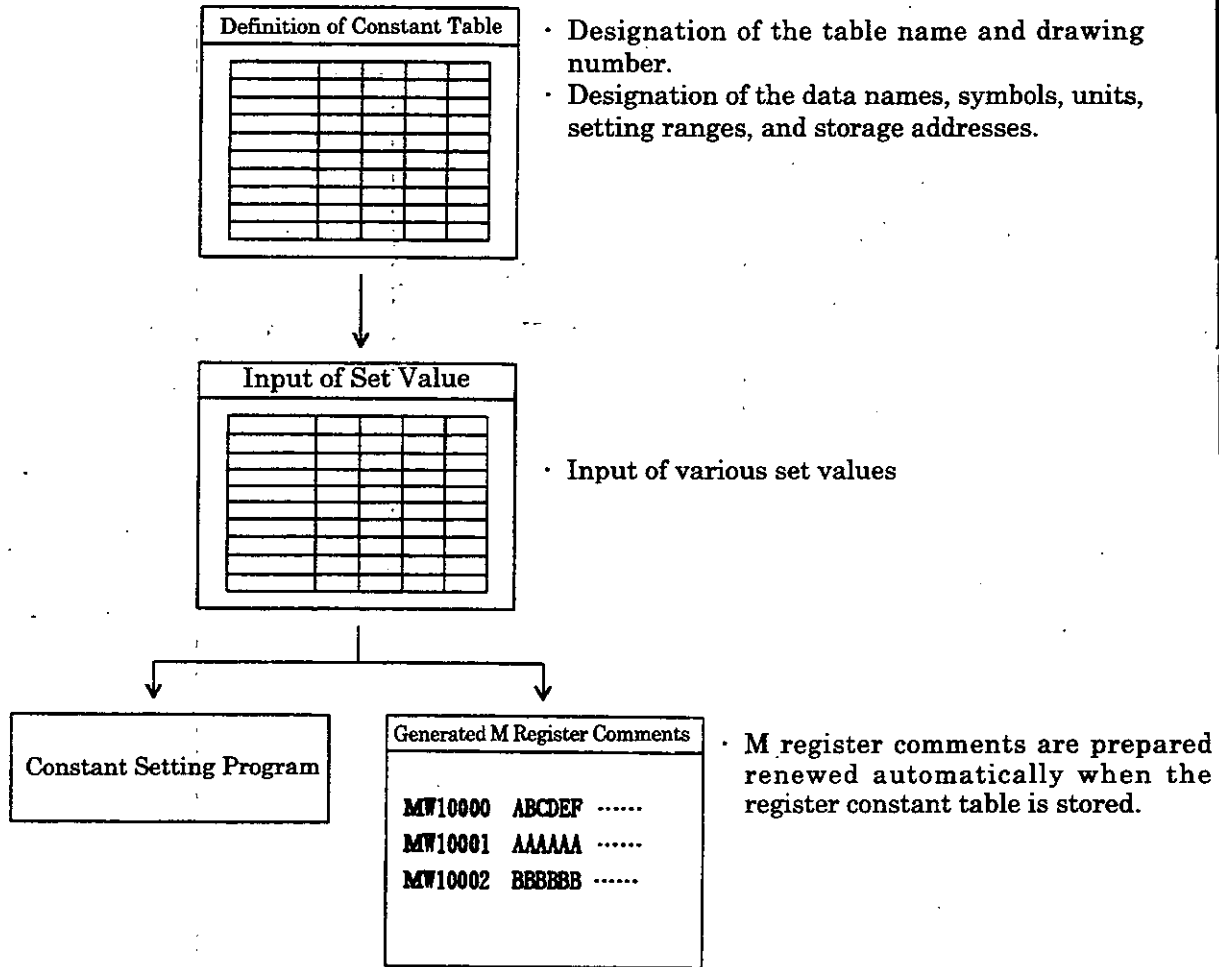 Definition of Constant Table
· Designation of the table name and drawing
number.
· Designation of the data names, symbols, units,
setting ranges, and storage addresses.
Input of Set Value
· Input of various set values
Constant Setting Program
Generated M Register Comments
MW10000 ABCDEF ······
MW10001 AAAAAA ······
MW10002 BBBBBB ······
· M register comments are prepared
renewed automatically when the
register constant table is stored.